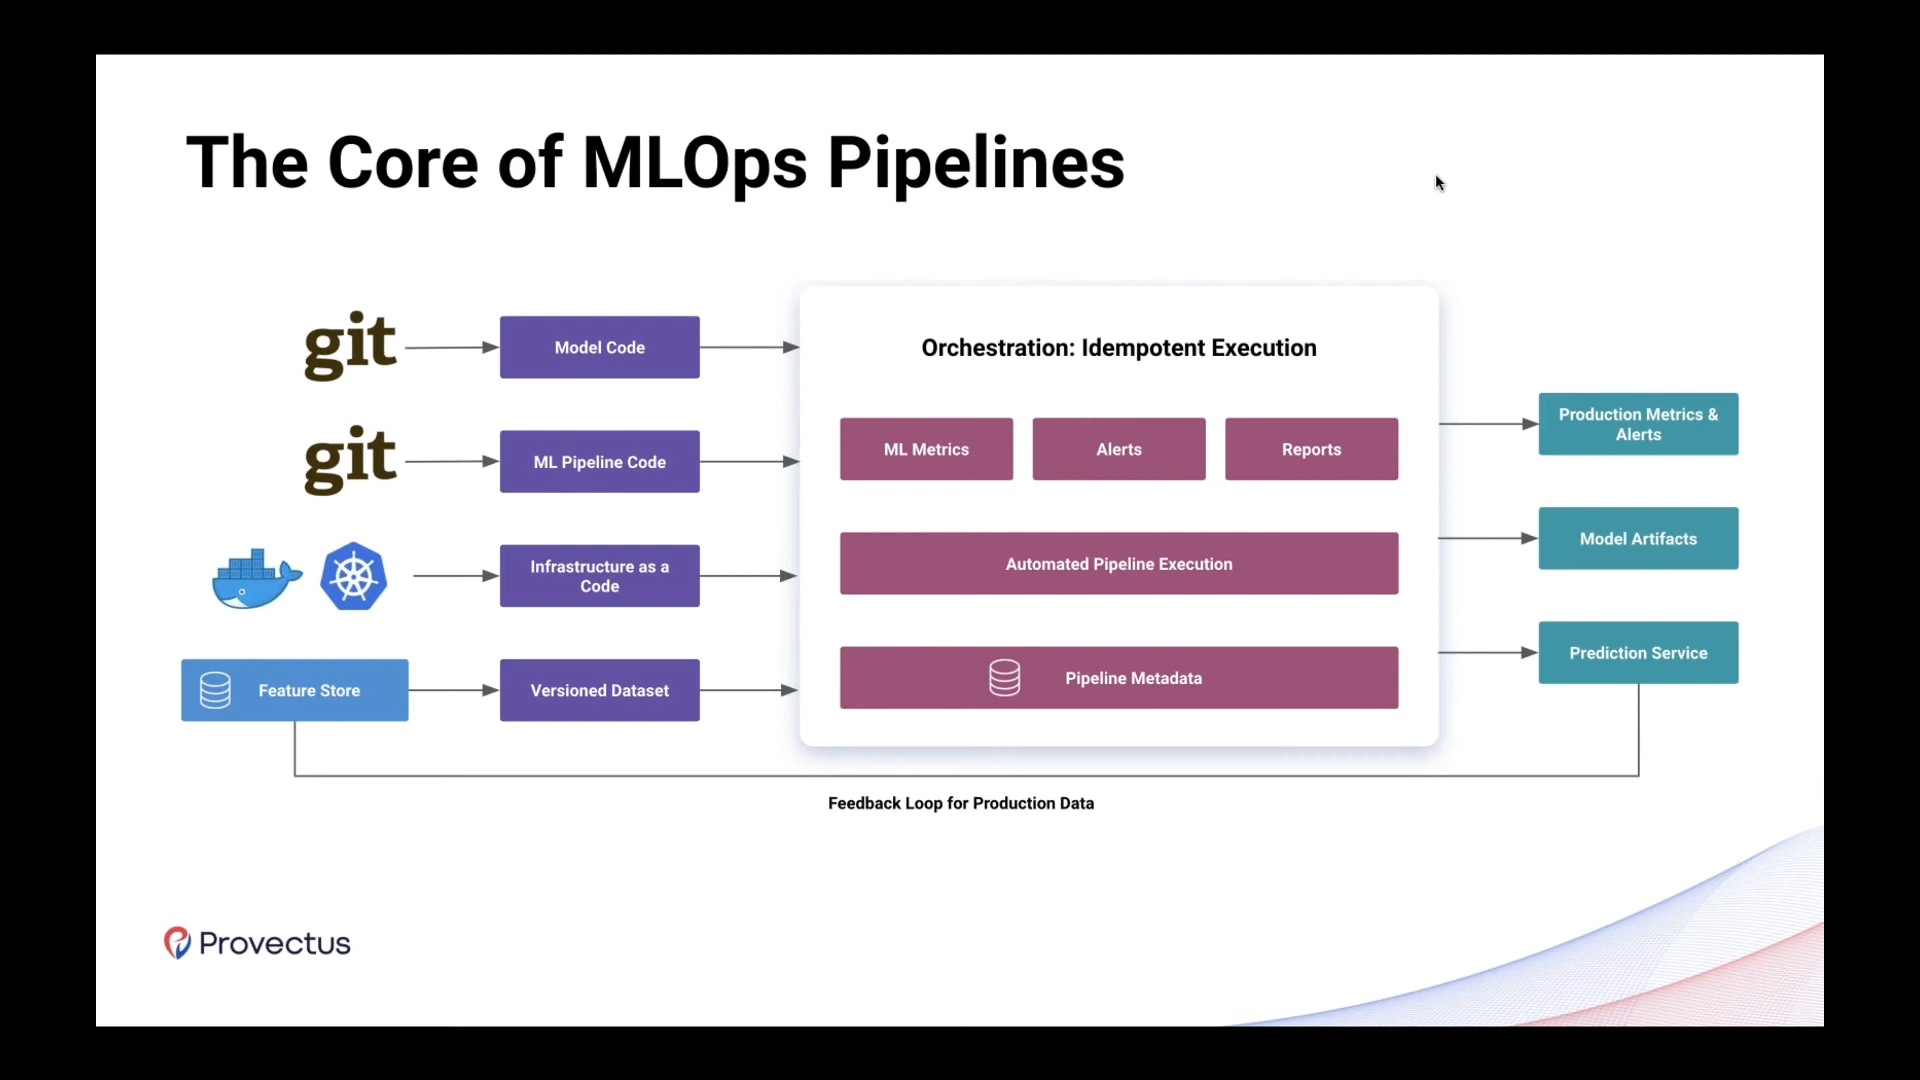 The Core of MLOps Pipelines
git
Model Code
git
ML Pipeline Code
Infrastructure as a
Code
Feature Store
Versioned Dataset
Orchestration: Idempotent Execution
ML Metrics
Alerts
Reports
Automated Pipeline Execution
Pipeline Metadata
Production Metrics &
Alerts
Model Artifacts
Prediction Service
Feedback Loop for Production Data
Provectus